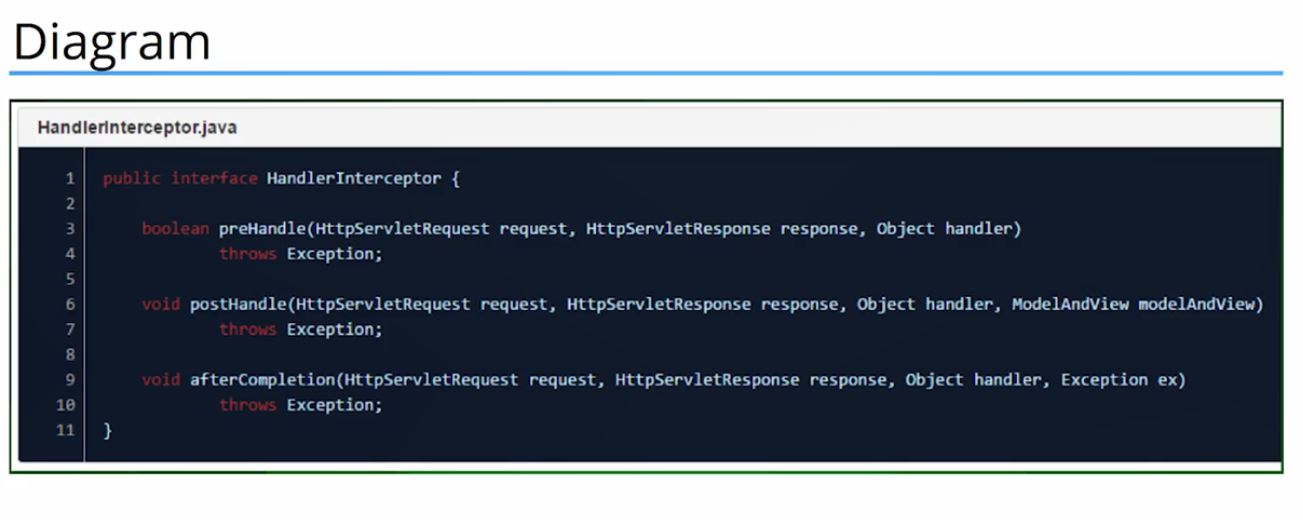 Diagram
HandlerInterceptor.java
1 public interface HandlerInterceptor {
2
3 boolean preHandle(HttpServletRequest request, HttpServletResponse response, Object handler)
4 throws Exception;
5
6 void postHandle(HttpServletRequest request, HttpServletResponse response, Object handler, ModelAndView modelAndView)
7 throws Exception;
8
9 void afterCompletion(HttpServletRequest request, HttpServletResponse response, Object handler, Exception ex)
10 throws Exception;
11 }